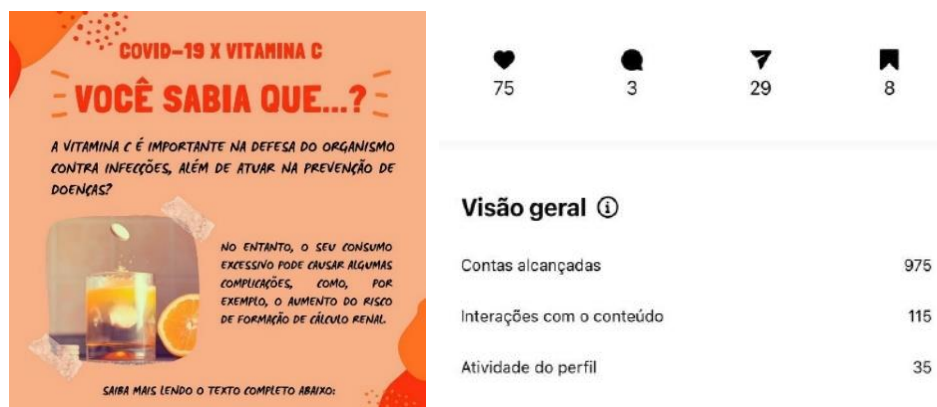 COVID-19 X VITAMINA C
VOCÊ SABIA QUE...?
A VITAMINA C É IMPORTANTE NA DEFESA DO ORGANISMO
CONTRA INFECÇÕES, ALÉM DE ATUAR NA PREVENÇÃO DE
DOENÇAS?
NO ENTANTO, O SEU CONSUMO
EXCESSIVO PODE CAUSAR ALGUMAS
COMPLICAÇÕES, COMO, POR
EXEMPLO, O AUMENTO DO RISCO
DE FORMAÇÃO DE CÁLCULO RENAL.
SAIBA MAIS LENDO O TEXTO COMPLETO ABAIXO:
75 3 29 8
Visão geral
Contas alcançadas 975
Interações com o conteúdo 115
Atividade do perfil 35